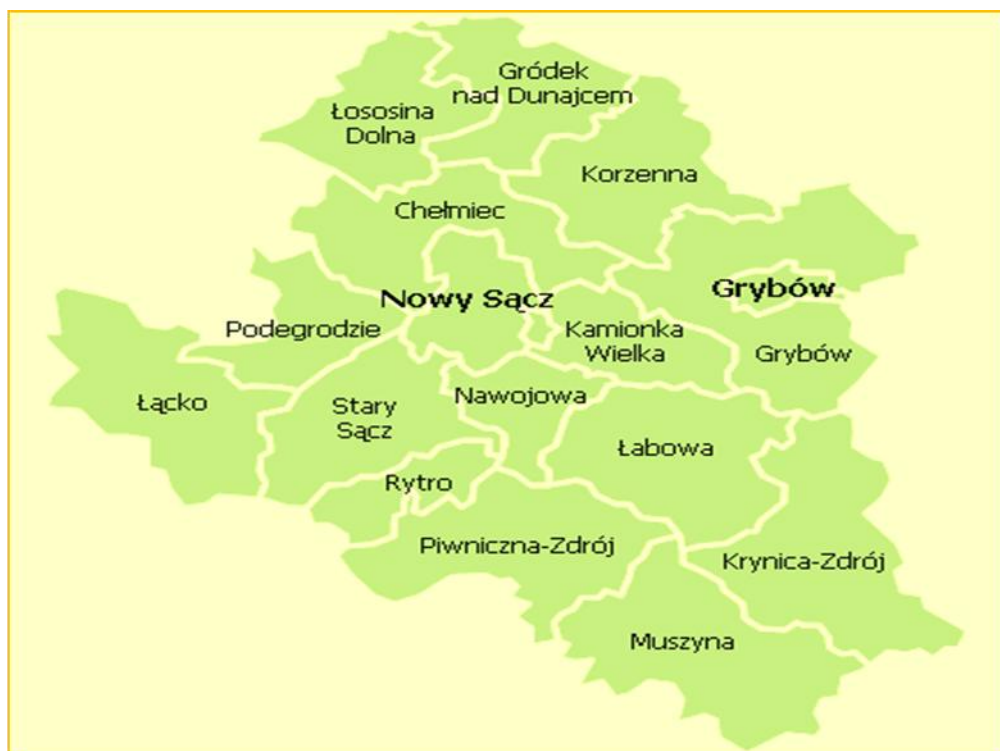 Gródek
nad Dunajcem
Łososina
Dolna
Korzenna
Chełmiec
Nowy Sącz
Grybów
Podegrodzie
Kamionka
Wielka
Grybów
Łącko
Stary
Sącz
Nawojowa
Łabowa
Rytro
Piwniczna-Zdrój
Krynica-Zdrój
Muszyna